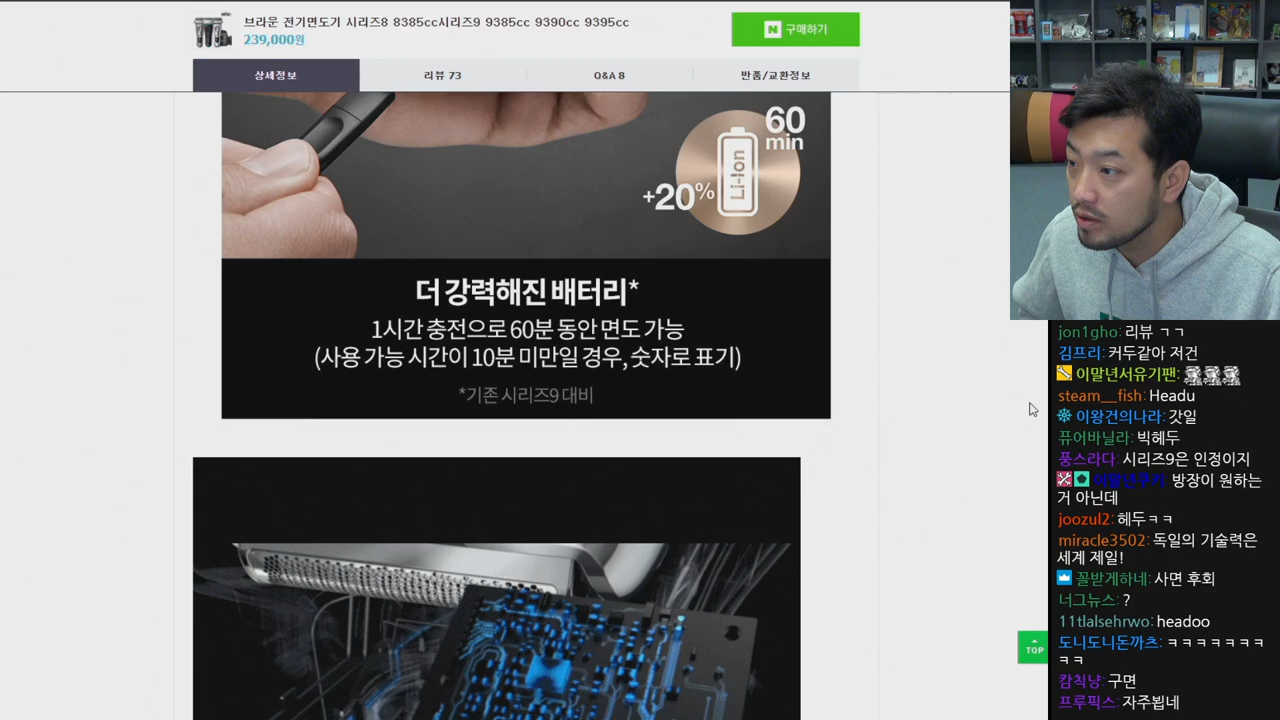 브라운 전기면도기 시리즈8 8385cc시리즈9 9385cc 9390cc 9395cc
239,000원
N 구매하기
상세정보
리뷰 73
Q&A 8
반품/교환정보
60
min
+20%
Li-Ion
더 강력해진 배터리*
1시간 충전으로 60분 동안 면도 가능
(사용 가능 시간이 10분 미만일 경우, 숫자로 표기)
*기존 시리즈9 대비
TOP
jon1gho: 리뷰 ㄱㄱ
김프리: 커두같아 저건
이말년서유기팬:
steam__fish: Headu
이왕건의나라: 갓일
퓨어바닐라: 빅헤두
풍스라다: 시리즈9은 인정이지
이말년쿠키: 방장이 원하는
거 아닌데
joozul2: 헤두ㅋㅋ
miracle3502: 독일의 기술력은
세계 제일!
꼴받게하네: 사면 후회
너그뉴스: ?
11tlalsehrwo: headoo
도니도니돈까츠: ㅋㅋㅋㅋㅋㅋㅋ
ㅋㅋ
캄칙냥: 구면
프루픽스: 자주뵙네